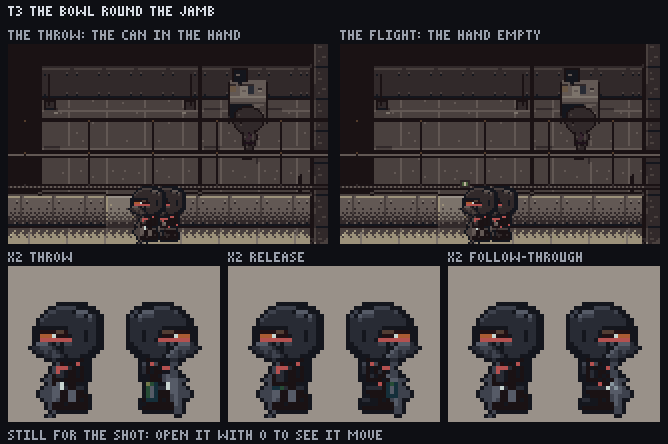 T3 THE BOWL ROUND THE JAMB
THE THROW: THE CAN IN THE HAND
THE FLIGHT: THE HAND EMPTY
X2 THROW
X2 RELEASE
X2 FOLLOW-THROUGH
STILL FOR THE SHOT: OPEN IT WITH O TO SEE IT MOVE